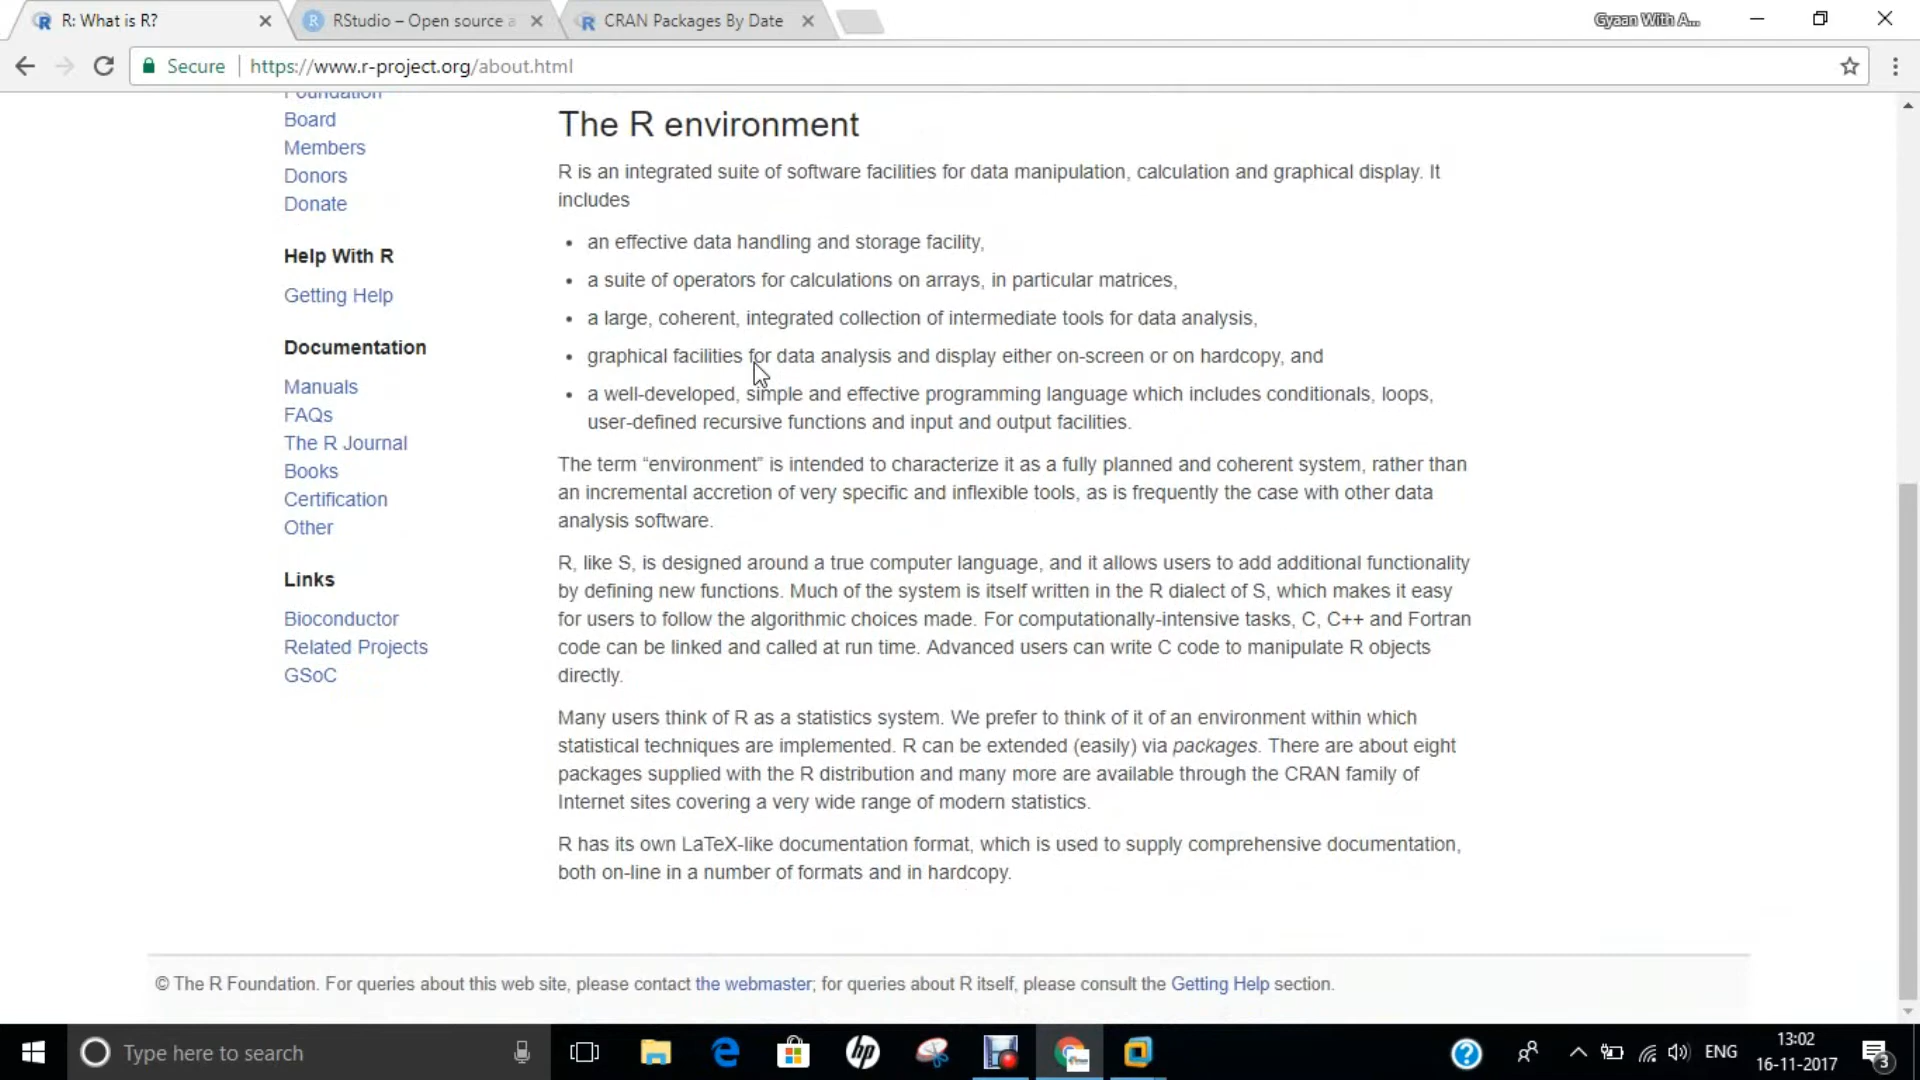 R: What is R?
RStudio – Open source a
CRAN Packages By Date
Gyaan With A...
Secure
https://www.r-project.org/about.html
Foundation
Board
Members
Donors
Donate
Help With R
Getting Help
Documentation
Manuals
FAQs
The R Journal
Books
Certification
Other
Links
Bioconductor
Related Projects
GSoC
The R environment
R is an integrated suite of software facilities for data manipulation, calculation and graphical display. It
includes
• an effective data handling and storage facility,
• a suite of operators for calculations on arrays, in particular matrices,
• a large, coherent, integrated collection of intermediate tools for data analysis,
• graphical facilities for data analysis and display either on-screen or on hardcopy, and
• a well-developed, simple and effective programming language which includes conditionals, loops,
user-defined recursive functions and input and output facilities.
The term “environment” is intended to characterize it as a fully planned and coherent system, rather than
an incremental accretion of very specific and inflexible tools, as is frequently the case with other data
analysis software.
R, like S, is designed around a true computer language, and it allows users to add additional functionality
by defining new functions. Much of the system is itself written in the R dialect of S, which makes it easy
for users to follow the algorithmic choices made. For computationally-intensive tasks, C, C++ and Fortran
code can be linked and called at run time. Advanced users can write C code to manipulate R objects
directly.
Many users think of R as a statistics system. We prefer to think of it of an environment within which
statistical techniques are implemented. R can be extended (easily) via packages. There are about eight
packages supplied with the R distribution and many more are available through the CRAN family of
Internet sites covering a very wide range of modern statistics.
R has its own LaTeX-like documentation format, which is used to supply comprehensive documentation,
both on-line in a number of formats and in hardcopy.
© The R Foundation. For queries about this web site, please contact the webmaster; for queries about R itself, please consult the Getting Help section.
Type here to search
hp
ENG
13:02
16-11-2017
3